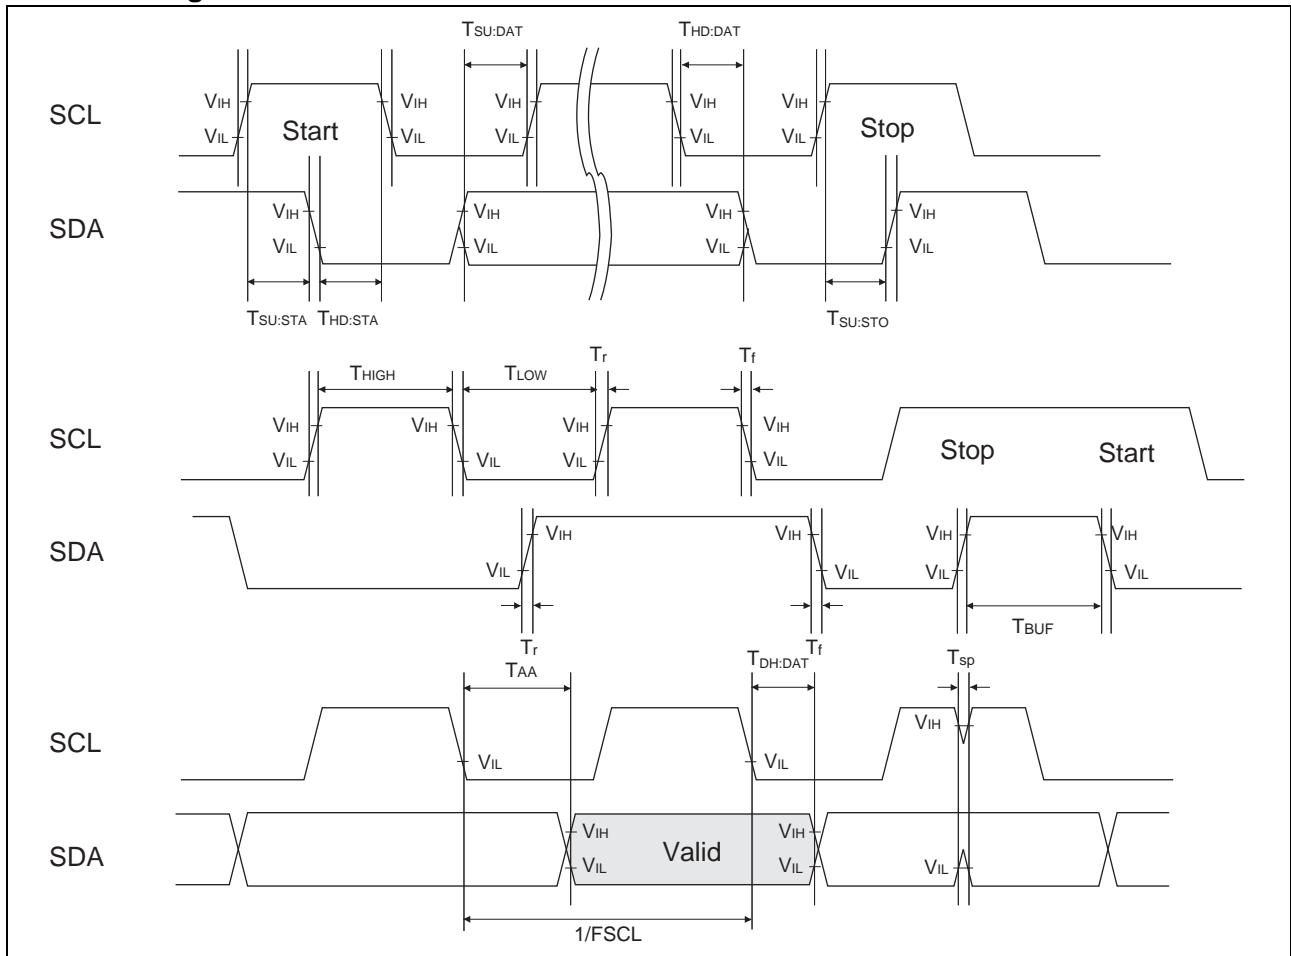 TSU:DAT THD:DAT
SCL VIH VIH VIH VIH VIH
VIL Start VIL VIL VIL VIL Stop
SDA VIH VIH VIH VIH
VIL VIL VIL VIL
TSU:STA THD:STA TSU:STO
THIGH TLOW Tr Tf
SCL VIH VIH VIH VIH
VIL VIL VIL VIL Stop Start
SDA VIH VIH VIH VIH
VIL VIL VIL VIL
Tr Tf TBUF
TAA TDH:DAT Tsp
SCL VIH
VIL VIL
SDA VIH Valid VIH
VIL VIL VIL
1/FSCL